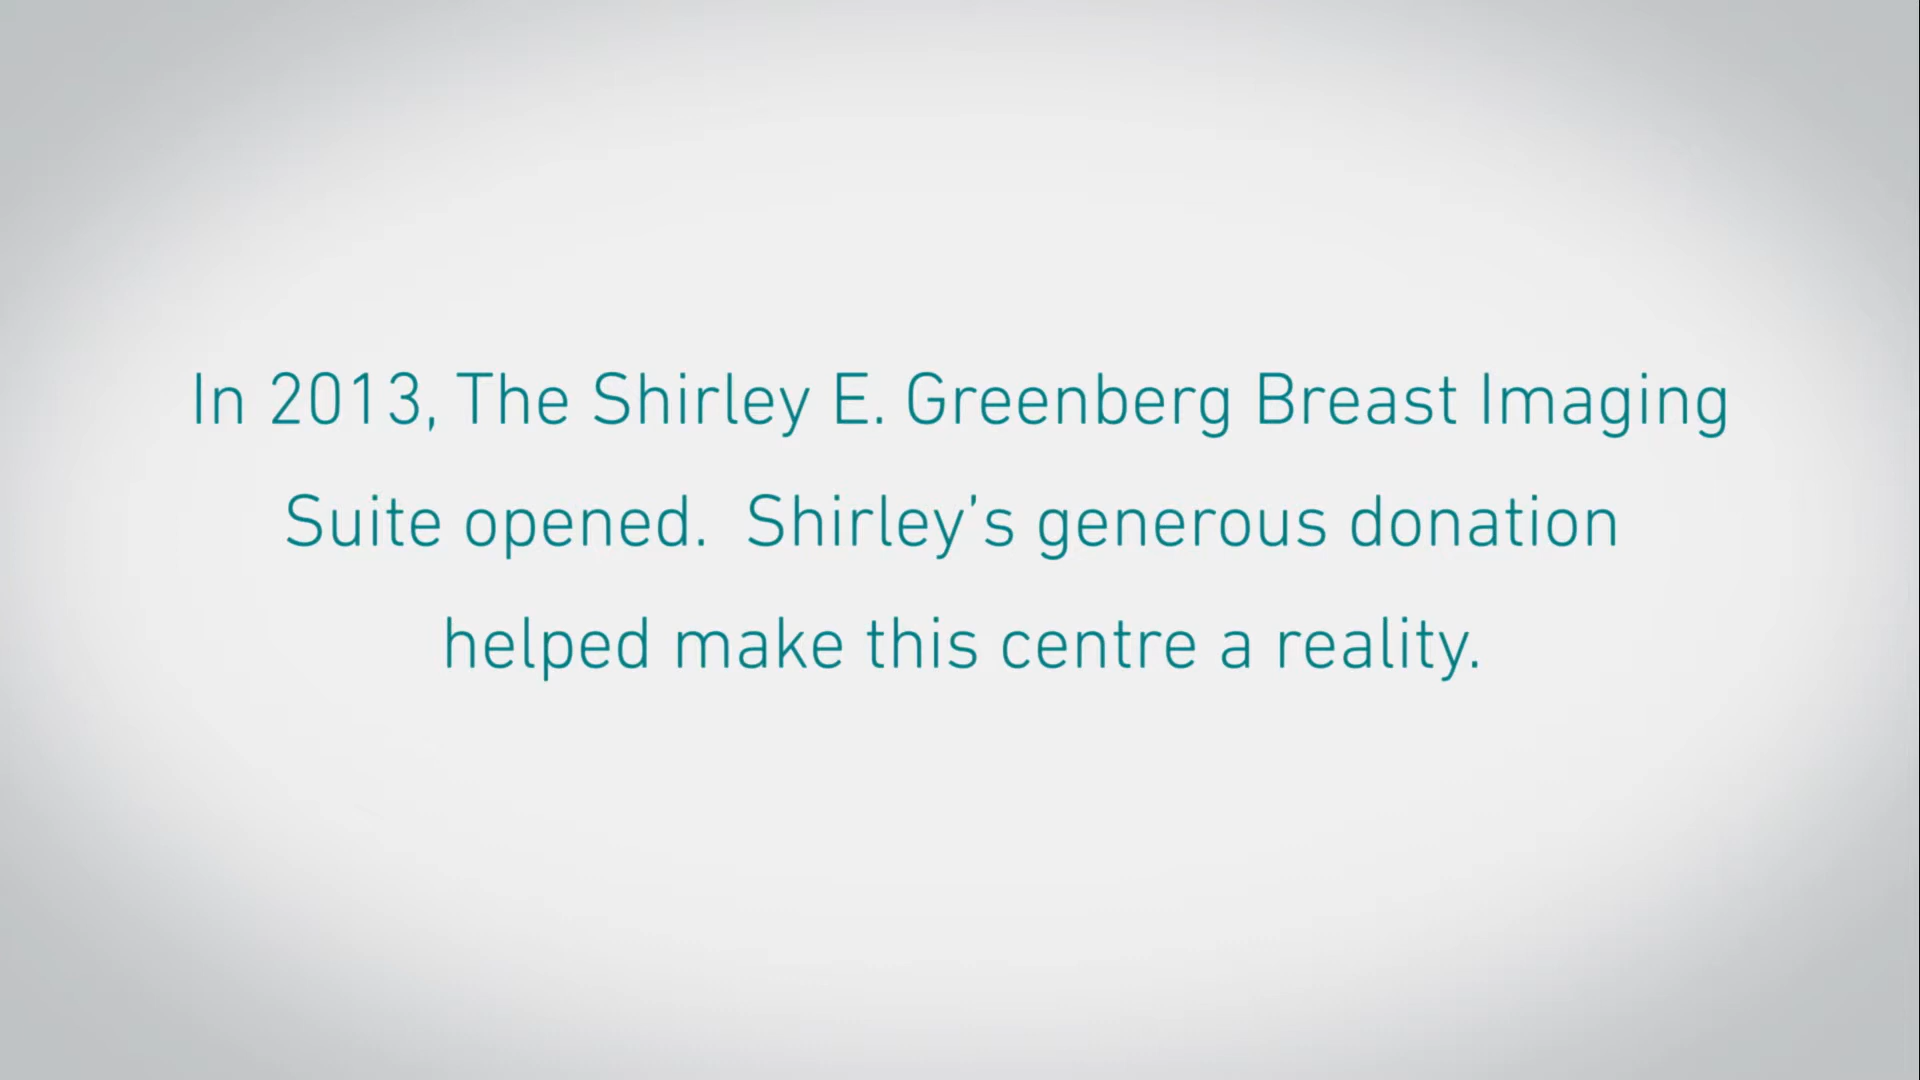 In 2013, The Shirley E. Greenberg Breast Imaging
Suite opened.  Shirley’s generous donation
helped make this centre a reality.